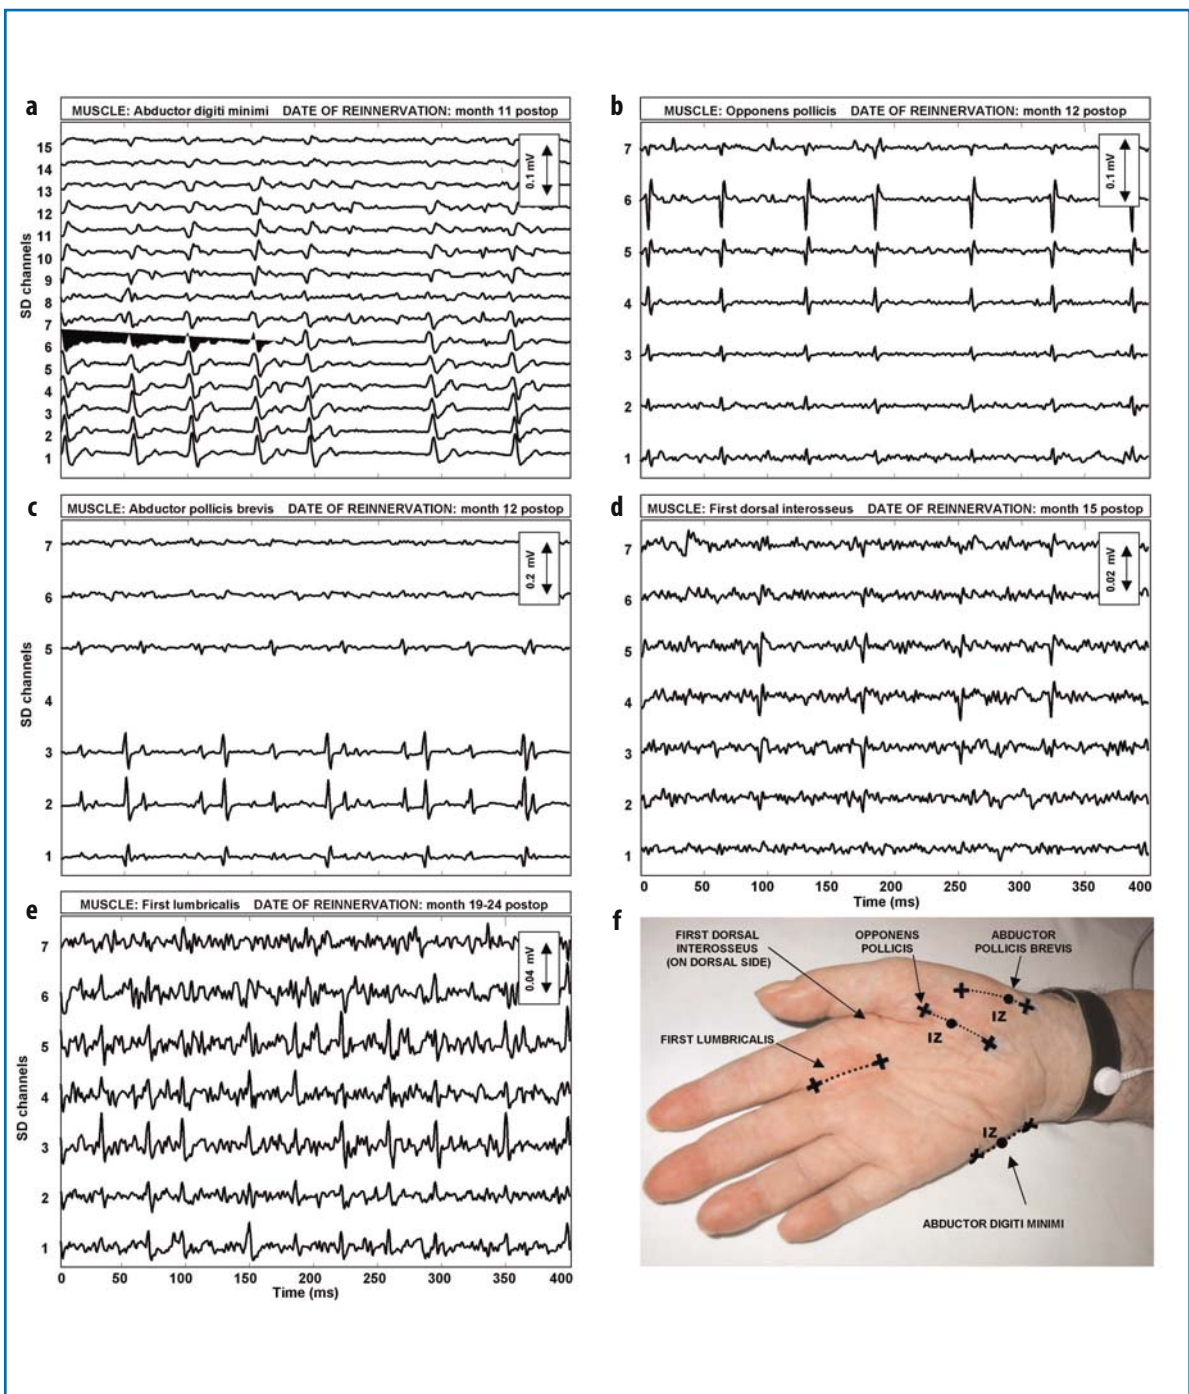 a
MUSCLE: Abductor digiti minimi DATE OF REINNERVATION: month 11 postop
0.1 mV
SD channels
15
14
13
12
11
10
9
8
7
6
5
4
3
2
1
b
MUSCLE: Opponens pollicis DATE OF REINNERVATION: month 12 postop
0.1 mV
7
6
5
4
3
2
1
c
MUSCLE: Abductor pollicis brevis DATE OF REINNERVATION: month 12 postop
0.2 mV
SD channels
7
6
5
4
3
2
1
d
MUSCLE: First dorsal interosseus DATE OF REINNERVATION: month 15 postop
0.02 mV
7
6
5
4
3
2
1
0 50 100 150 200 250 300 350 400
Time (ms)
e
MUSCLE: First lumbricalis DATE OF REINNERVATION: month 19-24 postop
0.04 mV
SD channels
7
6
5
4
3
2
1
0 50 100 150 200 250 300 350 400
Time (ms)
f
FIRST DORSAL
INTEROSSEUS
(ON DORSAL SIDE)
OPPONENS
POLLICIS
ABDUCTOR
POLLICIS BREVIS
IZ
IZ
FIRST LUMBRICALIS
IZ
ABDUCTOR DIGITI MINIMI